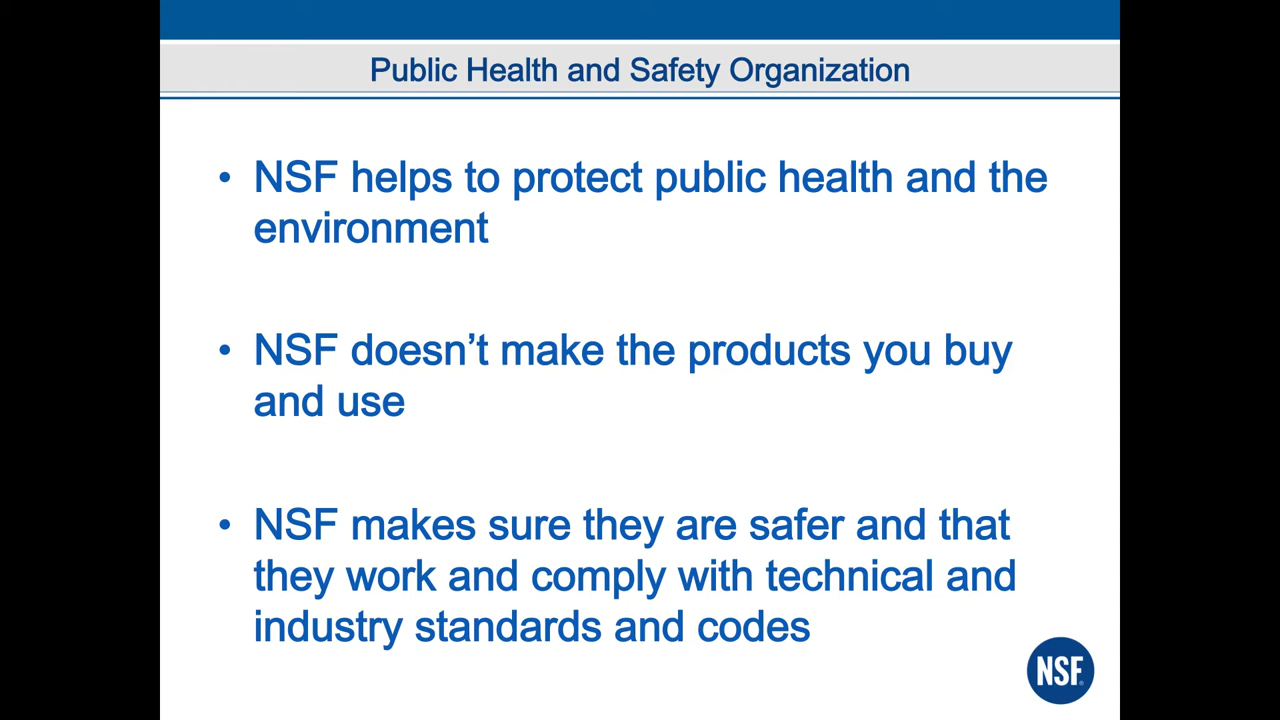 Public Health and Safety Organization
• NSF helps to protect public health and the
environment
• NSF doesn’t make the products you buy
and use
• NSF makes sure they are safer and that
they work and comply with technical and
industry standards and codes
NSF®